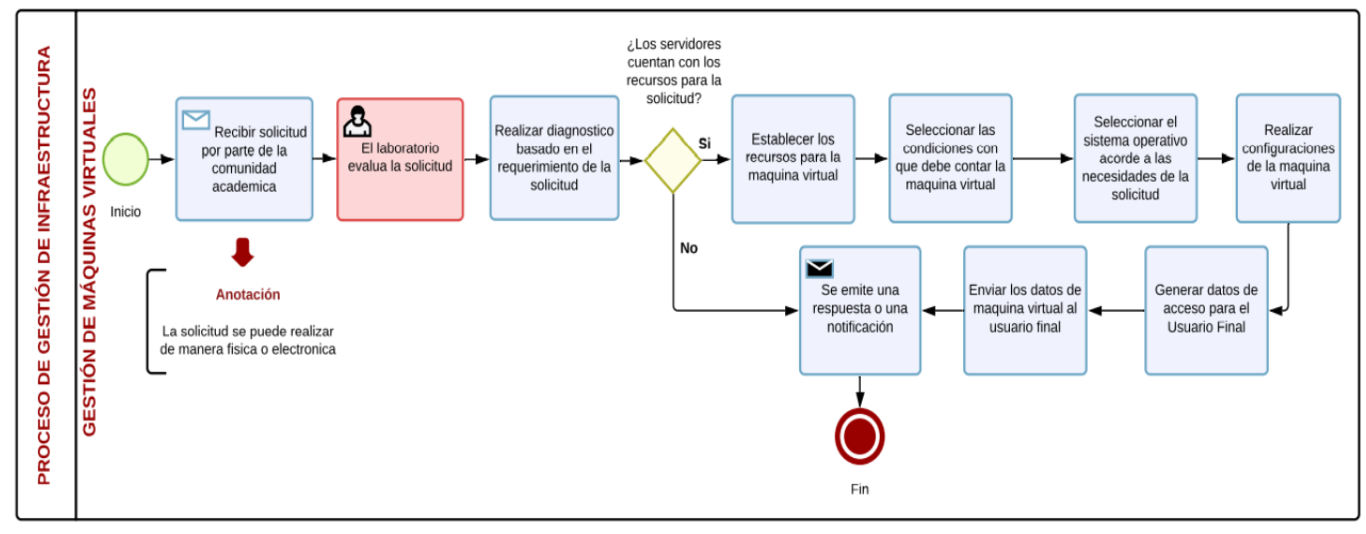 PROCESO DE GESTIÓN DE INFRAESTRUCTURA
GESTIÓN DE MÁQUINAS VIRTUALES
Inicio
Recibir solicitud
por parte de la
comunidad
academica
Anotación
La solicitud se puede realizar
de manera fisica o electronica
El laboratorio
evalua la solicitud
Realizar diagnostico
basado en el
requerimiento de la
solicitud
¿Los servidores
cuentan con los
recursos para la
solicitud?
Si
No
Establecer los
recursos para la
maquina virtual
Seleccionar las
condiciones con
que debe contar la
maquina virtual
Seleccionar el
sistema operativo
acorde a las
necesidades de la
solicitud
Realizar
configuraciones
de la maquina
virtual
Generar datos de
acceso para el
Usuario Final
Enviar los datos de
maquina virtual al
usuario final
Se emite una
respuesta o una
notificación
Fin